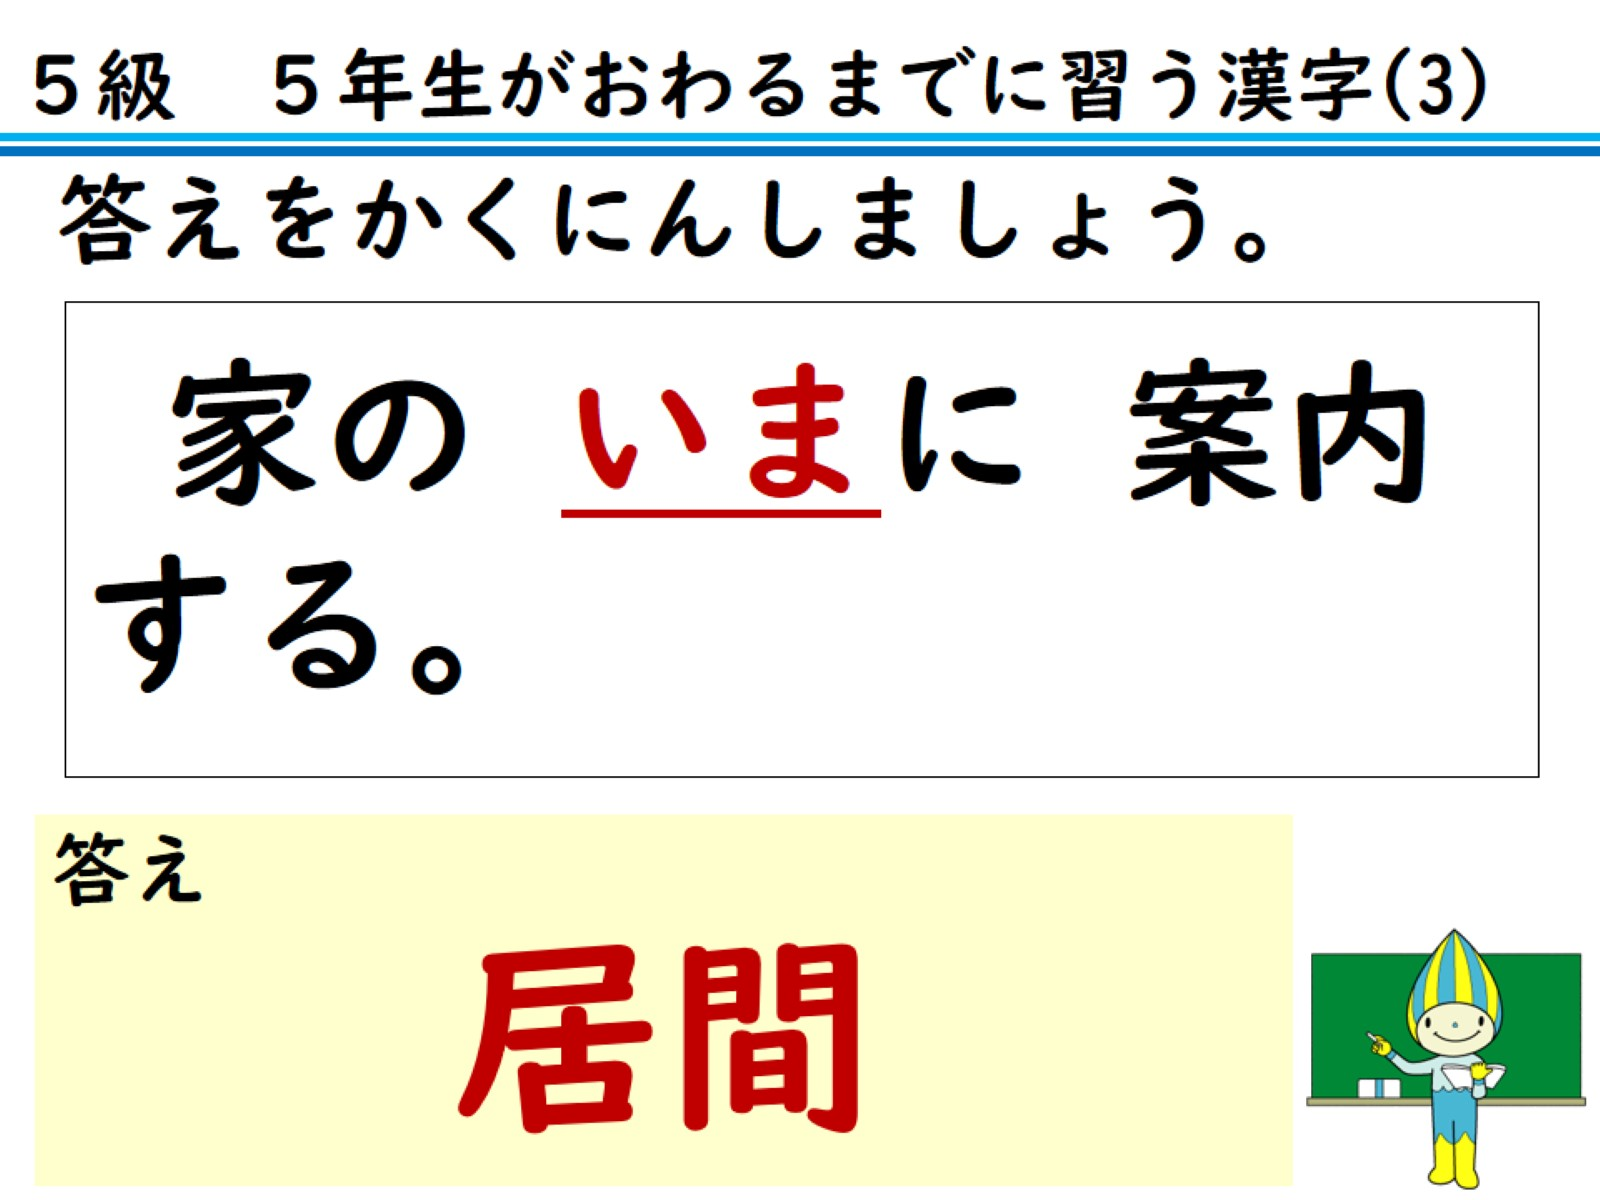 ５級　５年生がおわるまでに習う漢字(3)
答えをかくにんしましょう。
家の いまに 案内
する。
答え
居間